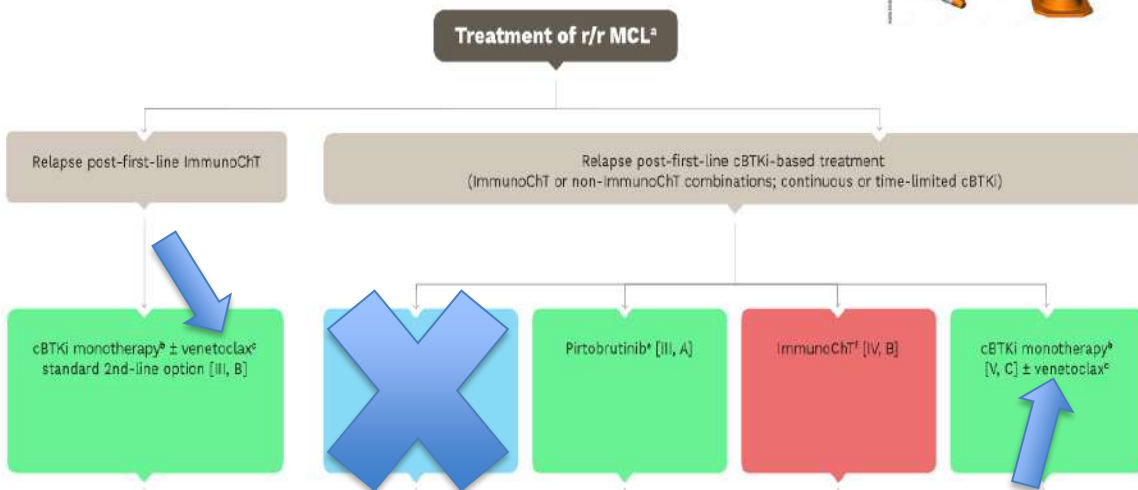 Treatment of r/r MCLᵃ
Relapse post-first-line ImmunoChT
Relapse post-first-line cBTKi-based treatment
(ImmunoChT or non-ImmunoChT combinations; continuous or time-limited cBTKi)
cBTKi monotherapyᵇ ± venetoclaxᶜ
standard 2nd-line option [III, B]
Pirtobrutinibᵉ [III, A]
ImmunoChTᶠ [IV, B]
cBTKi monotherapyᵇ
[V, C] ± venetoclaxᶜ